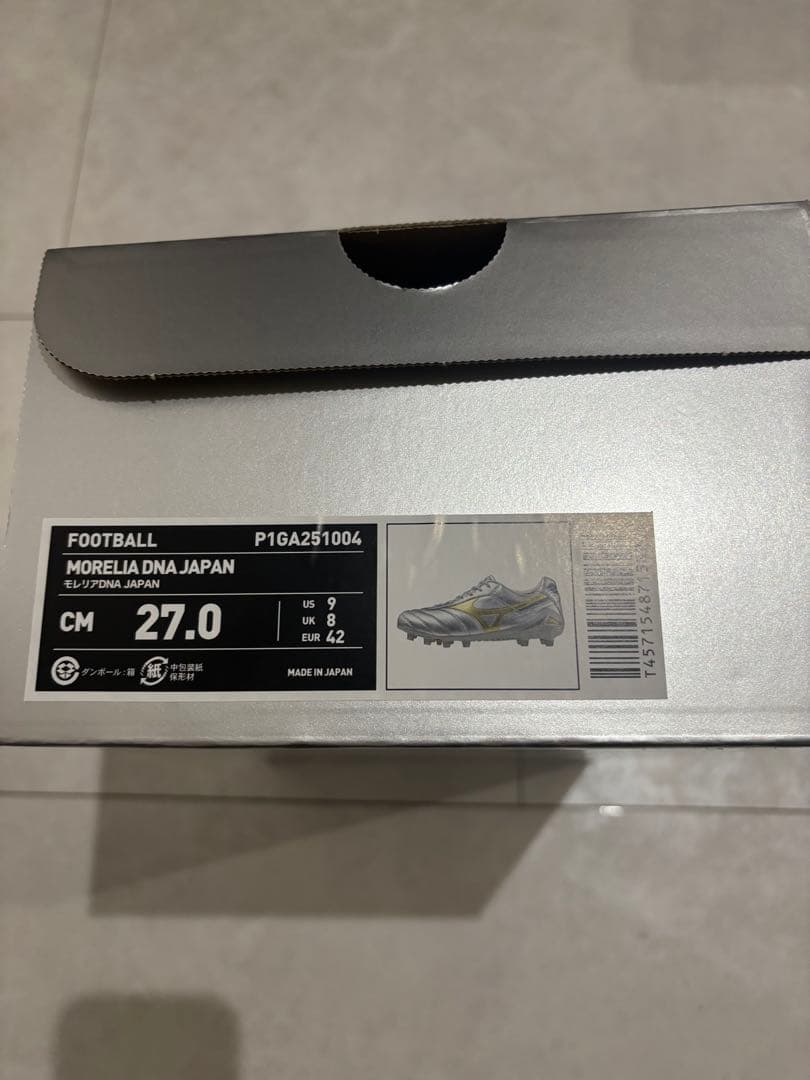 FOOTBALL P1GA251004
MORELIA DNA JAPAN
モレリアDNA JAPAN
CM 27.0
US 9
UK 8
EUR 42
ダンボール:箱
紙 中包装紙
保形材
MADE IN JAPAN